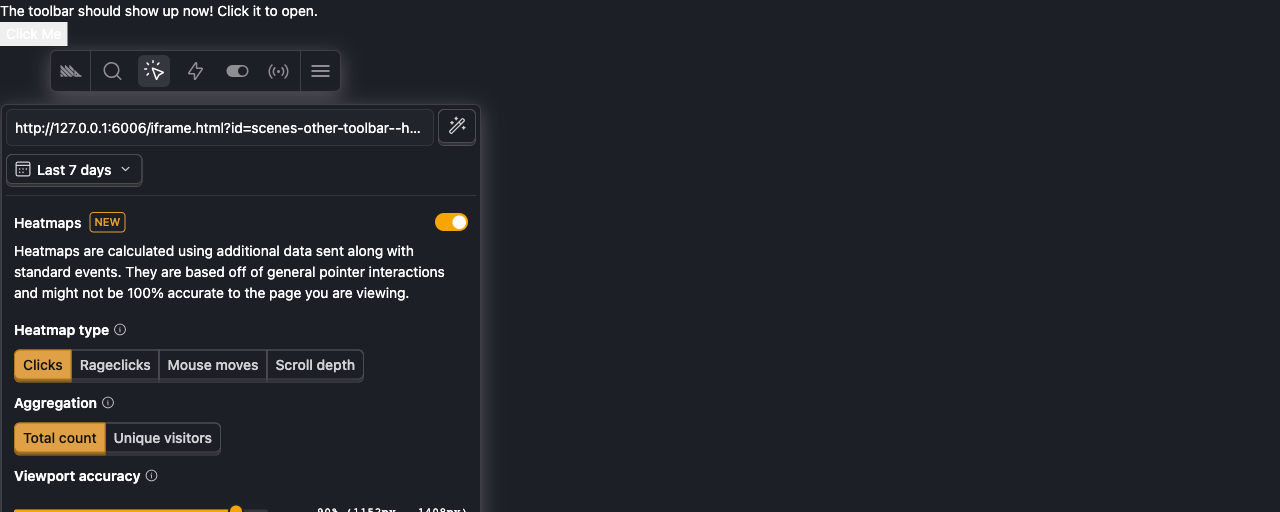 The toolbar should show up now! Click it to open.
Click Me
http://127.0.0.1:6006/iframe.html?id=scenes-other-toolbar--h...
Last 7 days
Heatmaps NEW
Heatmaps are calculated using additional data sent along with
standard events. They are based off of general pointer interactions
and might not be 100% accurate to the page you are viewing.
Heatmap type
Clicks Rageclicks Mouse moves Scroll depth
Aggregation
Total count Unique visitors
Viewport accuracy
90% (1152px - 1408px)